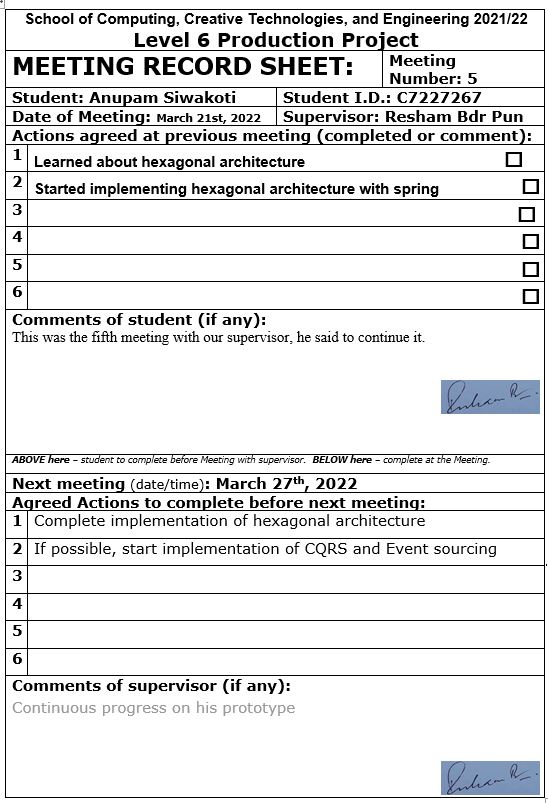 School of Computing, Creative Technologies, and Engineering 2021/22
Level 6 Production Project
MEETING RECORD SHEET:
Meeting
Number: 5
Student: Anupam Siwakoti
Student I.D.: C7227267
Date of Meeting: March 21st, 2022
Supervisor: Resham Bdr Pun
Actions agreed at previous meeting (completed or comment):
1 Learned about hexagonal architecture
2 Started implementing hexagonal architecture with spring
3
4
5
6
Comments of student (if any):
This was the fifth meeting with our supervisor, he said to continue it.
ABOVE here – student to complete before Meeting with supervisor. BELOW here – complete at the Meeting.
Next meeting (date/time): March 27th, 2022
Agreed Actions to complete before next meeting:
1 Complete implementation of hexagonal architecture
2 If possible, start implementation of CQRS and Event sourcing
3
4
5
6
Comments of supervisor (if any):
Continuous progress on his prototype